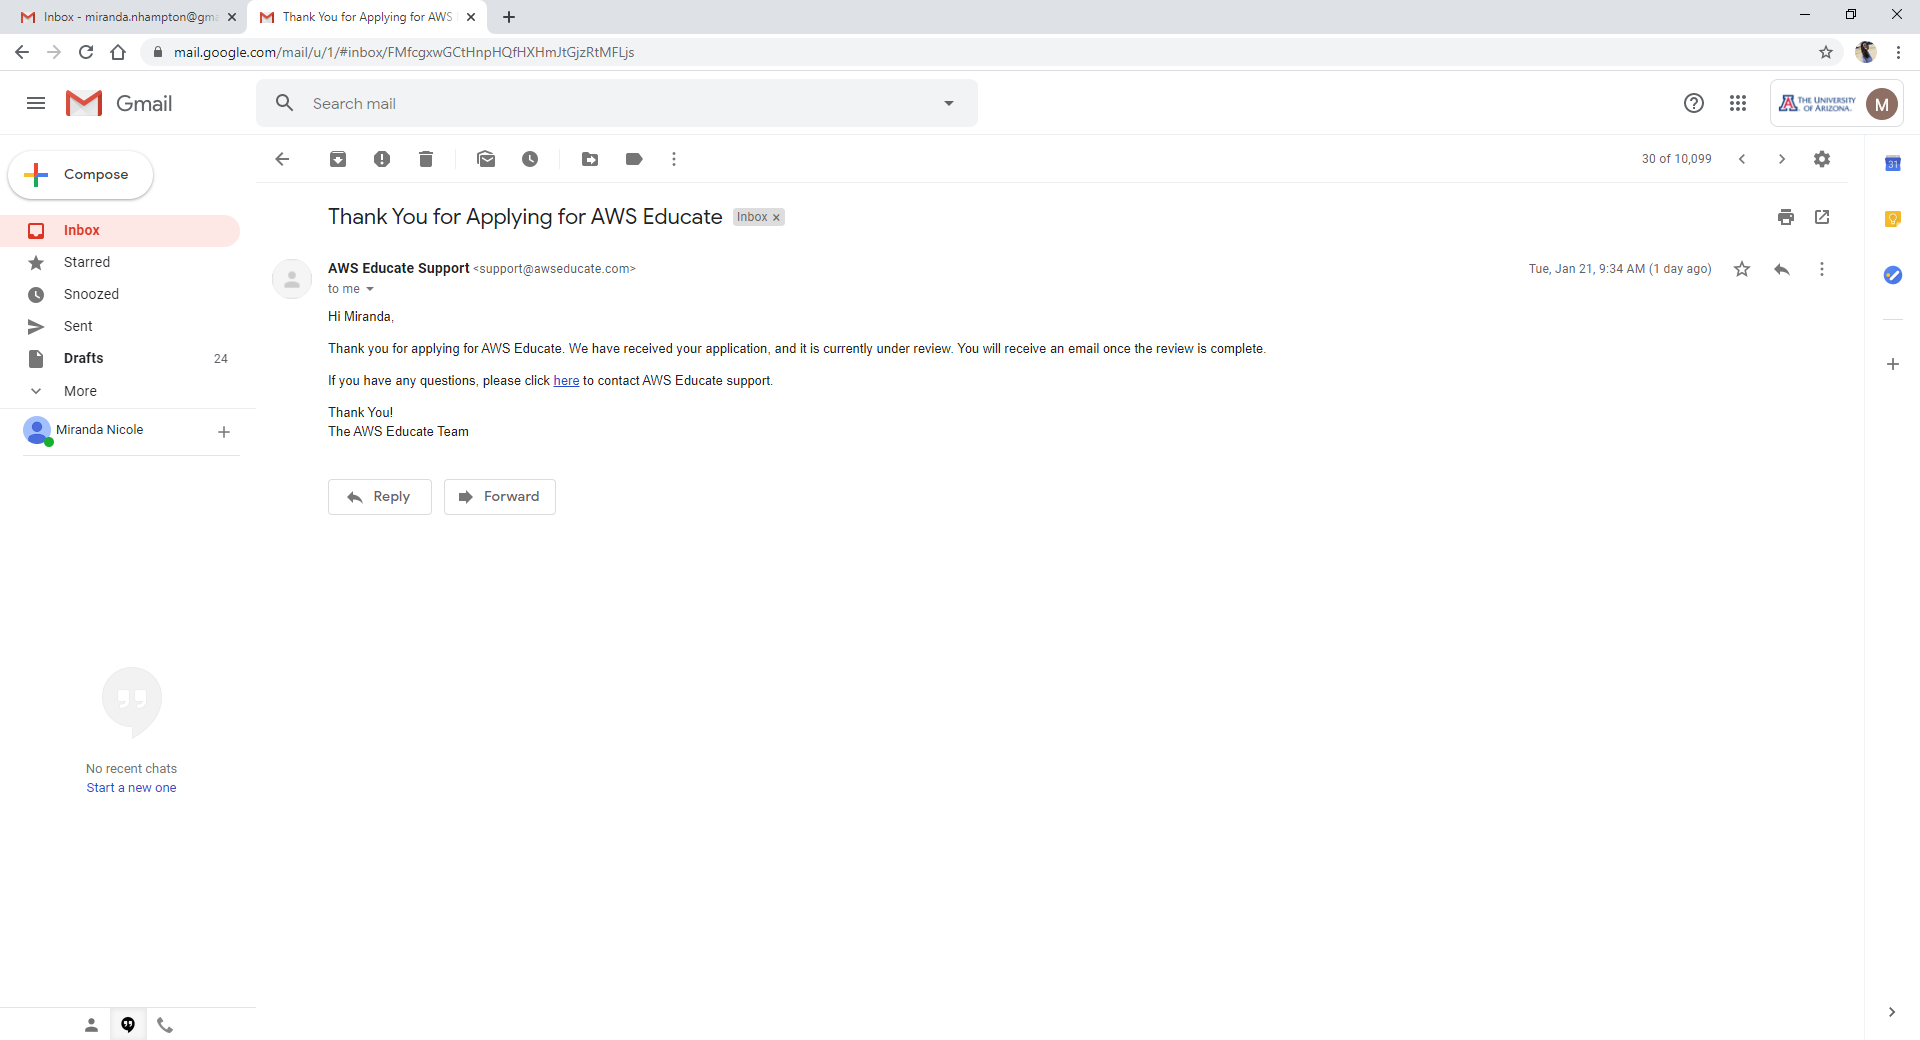 Inbox - miranda.nhampton@gma
Thank You for Applying for AWS
mail.google.com/mail/u/1/#inbox/FMfcgxwGCtHnpHQfHXHmJtGjzRtMFLjs
Gmail
Search mail
THE UNIVERSITY
OF ARIZONA.
M
Compose
30 of 10,099
31
Inbox
Starred
Snoozed
Sent
Drafts 24
More
Miranda Nicole
Thank You for Applying for AWS Educate Inbox ×
AWS Educate Support <support@awseducate.com>
Tue, Jan 21, 9:34 AM (1 day ago)
to me
Hi Miranda,
Thank you for applying for AWS Educate. We have received your application, and it is currently under review. You will receive an email once the review is complete.
If you have any questions, please click here to contact AWS Educate support.
Thank You!
The AWS Educate Team
Reply
Forward
No recent chats
Start a new one